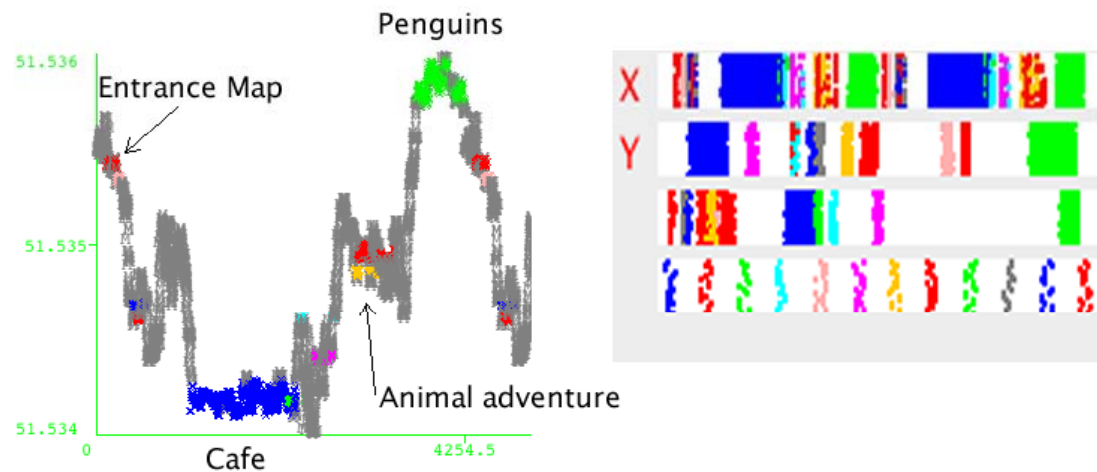 Penguins
51.536
Entrance Map
X
Y
51.535
Animal adventure
51.534
0
4254.5
Cafe